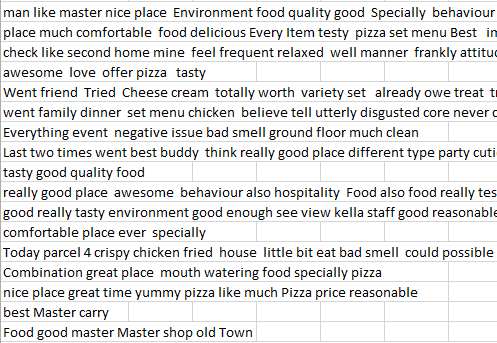 man like master nice place  Environment food quality good  Specially  behaviour
place much comfortable  food delicious Every Item testy  pizza set menu Best
check like second home mine  feel frequent relaxed  well manner  frankly
awesome  love  offer pizza   tasty
Went friend  Tried  Cheese cream  totally worth  variety set   already owe treat
went family dinner  set menu chicken  believe tell utterly disgusted core never
Everything event  negative issue bad smell ground floor much clean
Last two times went best buddy  think really good place different type party
tasty good quality food
really good place  awesome  behaviour also hospitality  Food also food really
good really tasty environment good enough see view kella staff good reasonable
comfortable place ever  specially
Today parcel 4 crispy chicken fried  house  little bit eat bad smell  could possible
Combination great place  mouth watering food specially pizza
nice place great time yummy pizza like much Pizza price reasonable
best Master carry
Food good master Master shop old Town